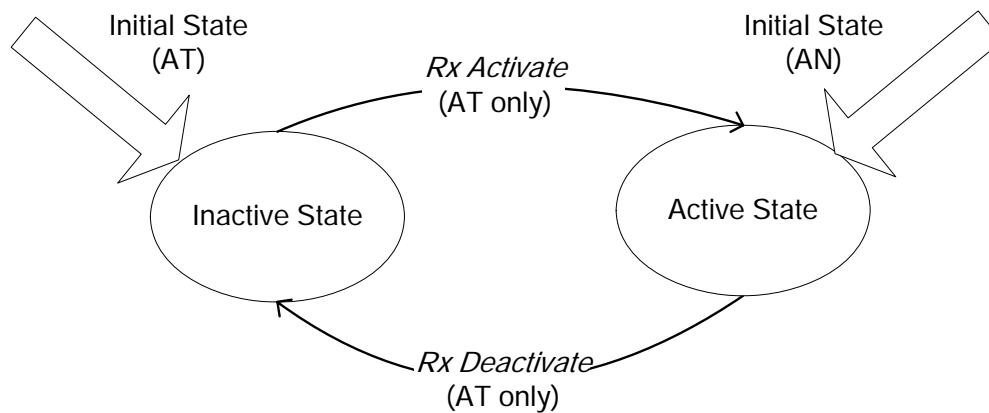 Initial State
(AT)
Initial State
(AN)
Rx Activate
(AT only)
Inactive State
Active State
Rx Deactivate
(AT only)